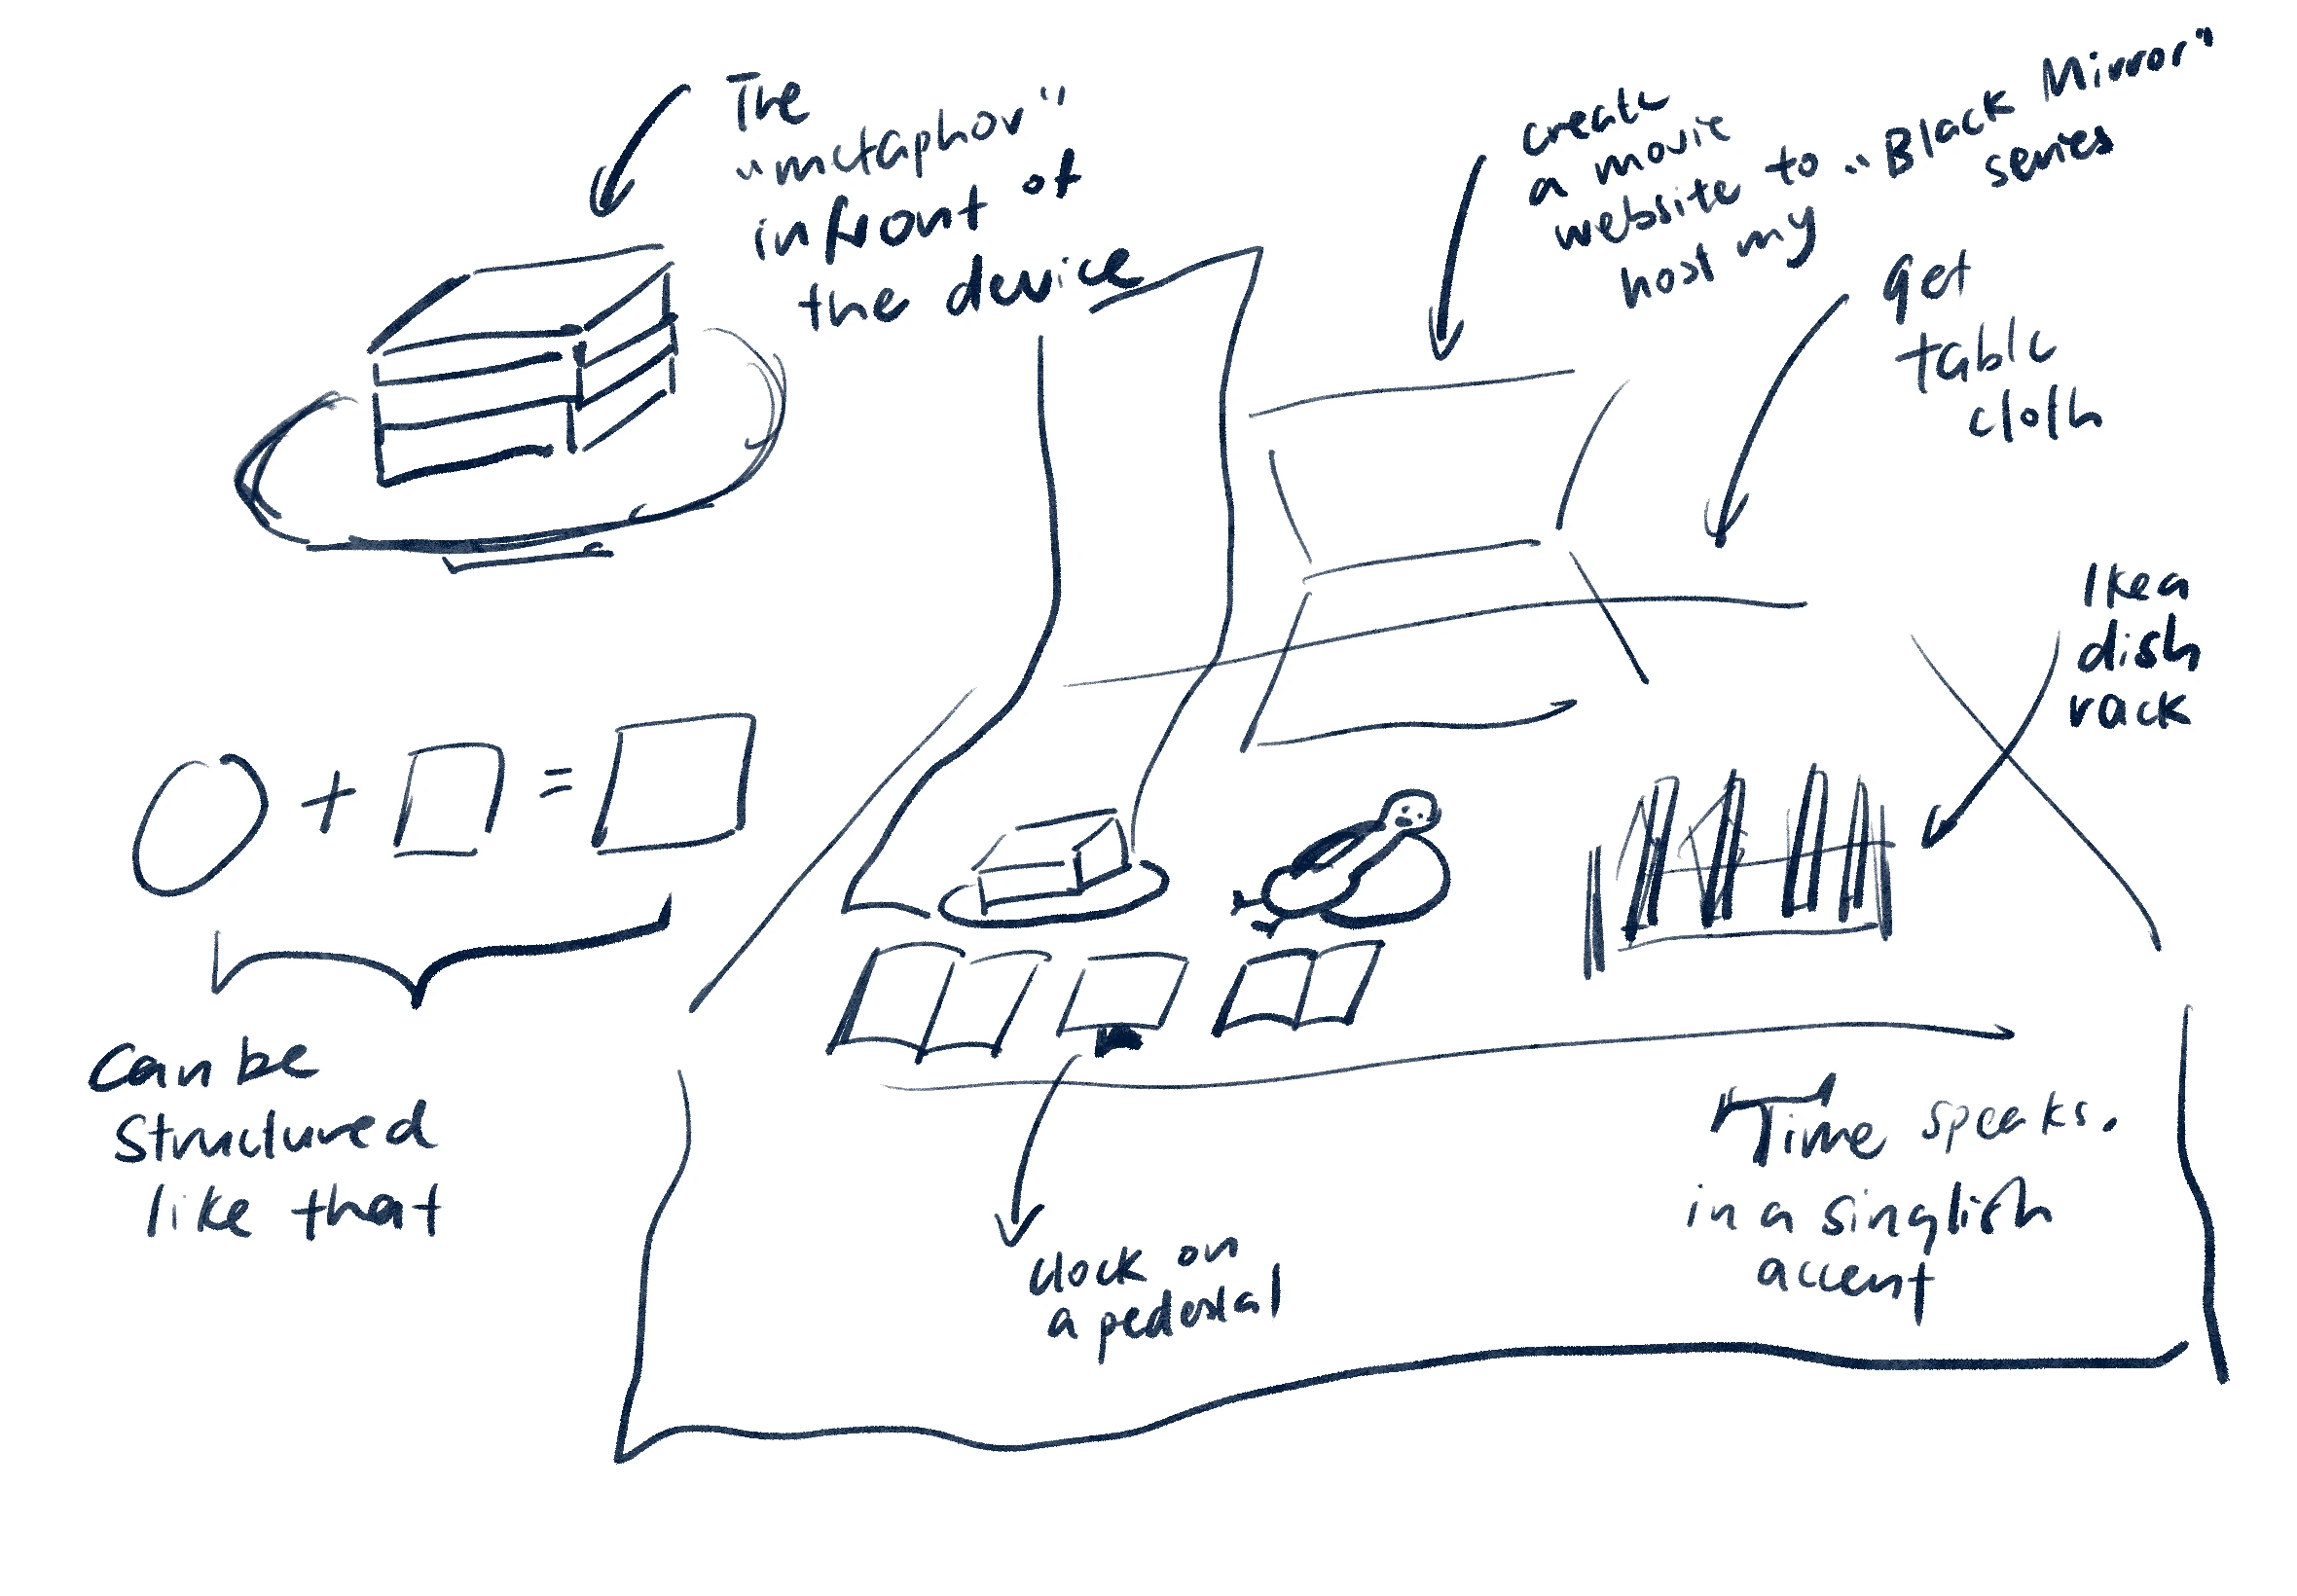 The
"metaphor"
infront of
the device
create
a movie
website to "Black Mirror"
host my series
get
table
cloth
Ikea
dish
rack
+ =
can be
structured
like that
clock on
a pedestal
Time speaks.
in a singlish
accent